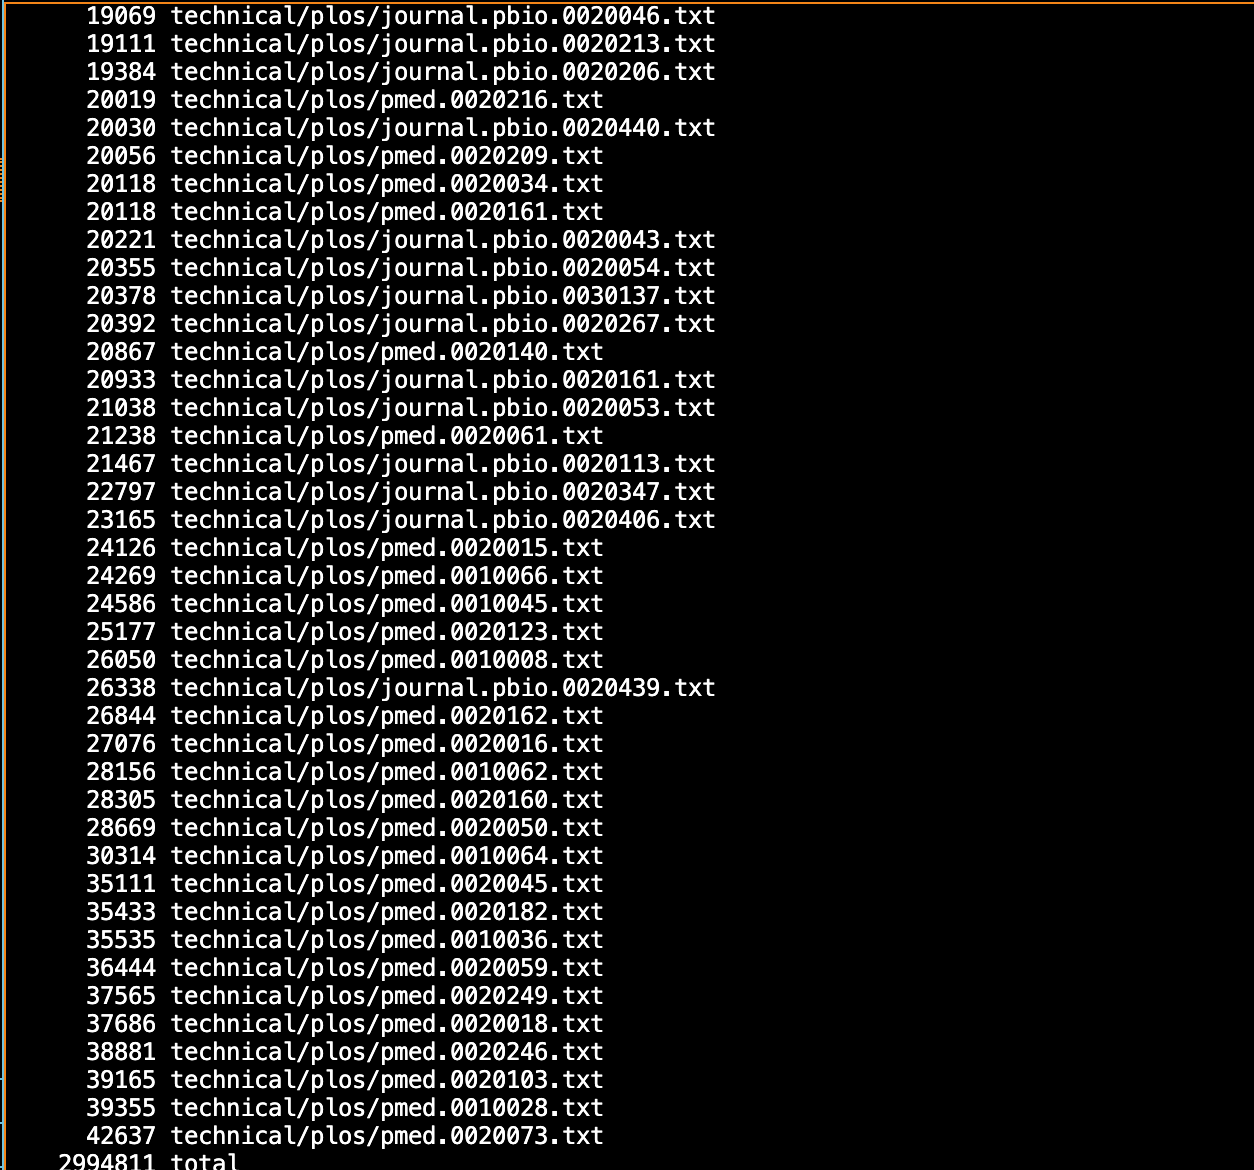 19069 technical/plos/journal.pbio.0020046.txt
19111 technical/plos/journal.pbio.0020213.txt
19384 technical/plos/journal.pbio.0020206.txt
20019 technical/plos/pmed.0020216.txt
20030 technical/plos/journal.pbio.0020440.txt
20056 technical/plos/pmed.0020209.txt
20118 technical/plos/pmed.0020034.txt
20118 technical/plos/pmed.0020161.txt
20221 technical/plos/journal.pbio.0020043.txt
20355 technical/plos/journal.pbio.0020054.txt
20378 technical/plos/journal.pbio.0030137.txt
20392 technical/plos/journal.pbio.0020267.txt
20867 technical/plos/pmed.0020140.txt
20933 technical/plos/journal.pbio.0020161.txt
21038 technical/plos/journal.pbio.0020053.txt
21238 technical/plos/pmed.0020061.txt
21467 technical/plos/journal.pbio.0020113.txt
22797 technical/plos/journal.pbio.0020347.txt
23165 technical/plos/journal.pbio.0020406.txt
24126 technical/plos/pmed.0020015.txt
24269 technical/plos/pmed.0010066.txt
24586 technical/plos/pmed.0010045.txt
25177 technical/plos/pmed.0020123.txt
26050 technical/plos/pmed.0010008.txt
26338 technical/plos/journal.pbio.0020439.txt
26844 technical/plos/pmed.0020162.txt
27076 technical/plos/pmed.0020016.txt
28156 technical/plos/pmed.0010062.txt
28305 technical/plos/pmed.0020160.txt
28669 technical/plos/pmed.0020050.txt
30314 technical/plos/pmed.0010064.txt
35111 technical/plos/pmed.0020045.txt
35433 technical/plos/pmed.0020182.txt
35535 technical/plos/pmed.0010036.txt
36444 technical/plos/pmed.0020059.txt
37565 technical/plos/pmed.0020249.txt
37686 technical/plos/pmed.0020018.txt
38881 technical/plos/pmed.0020246.txt
39165 technical/plos/pmed.0020103.txt
39355 technical/plos/pmed.0010028.txt
42637 technical/plos/pmed.0020073.txt
2994811 total